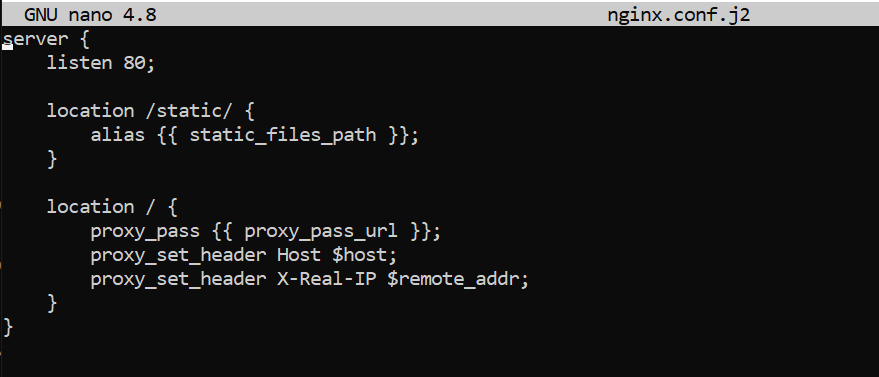 GNU nano 4.8 nginx.conf.j2
server {
    listen 80;

    location /static/ {
        alias {{ static_files_path }};
    }

    location / {
        proxy_pass {{ proxy_pass_url }};
        proxy_set_header Host $host;
        proxy_set_header X-Real-IP $remote_addr;
    }
}